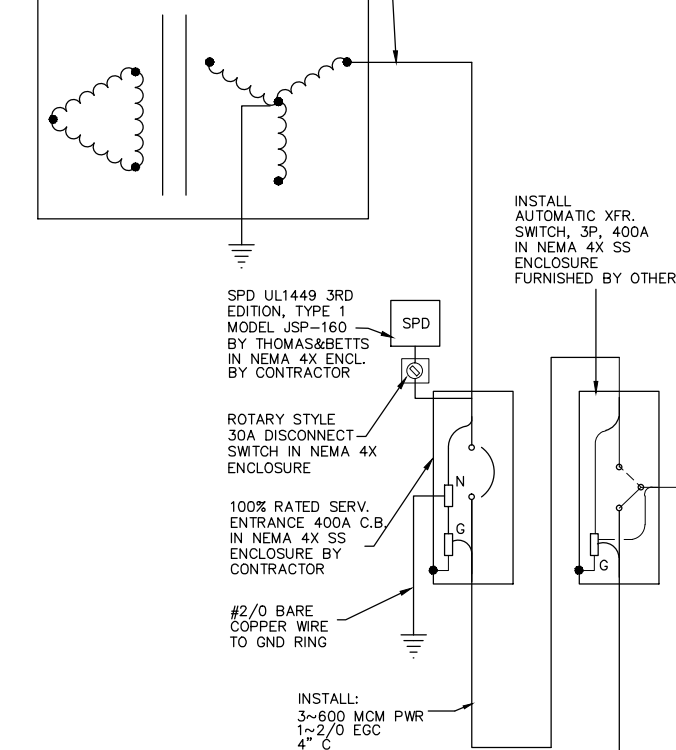 INSTALL
AUTOMATIC XFR.
SWITCH, 3P, 400A
IN NEMA 4X SS
ENCLOSURE
FURNISHED BY OTHER
SPD UL1449 3RD
EDITION, TYPE 1
MODEL JSP-160
BY THOMAS&BETTS
IN NEMA 4X ENCL.
BY CONTRACTOR
SPD
ROTARY STYLE
30A DISCONNECT
SWITCH IN NEMA 4X
ENCLOSURE
N
100% RATED SERV.
ENTRANCE 400A C.B.
IN NEMA 4X SS
ENCLOSURE BY
CONTRACTOR
G
G
#2/0 BARE
COPPER WIRE
TO GND RING
INSTALL:
3~600 MCM PWR
1~2/0 EGC
4" C